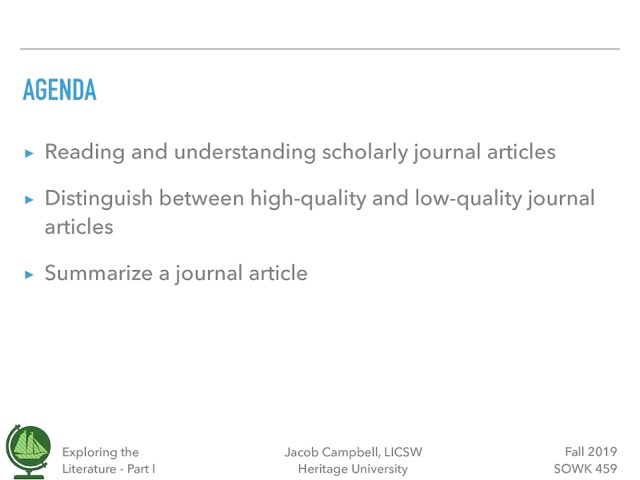 AGENDA
▸ Reading and understanding scholarly journal articles
▸ Distinguish between high-quality and low-quality journal
articles
▸ Summarize a journal article
Exploring the
Literature - Part I
Jacob Campbell, LICSW
Heritage University
Fall 2019
SOWK 459